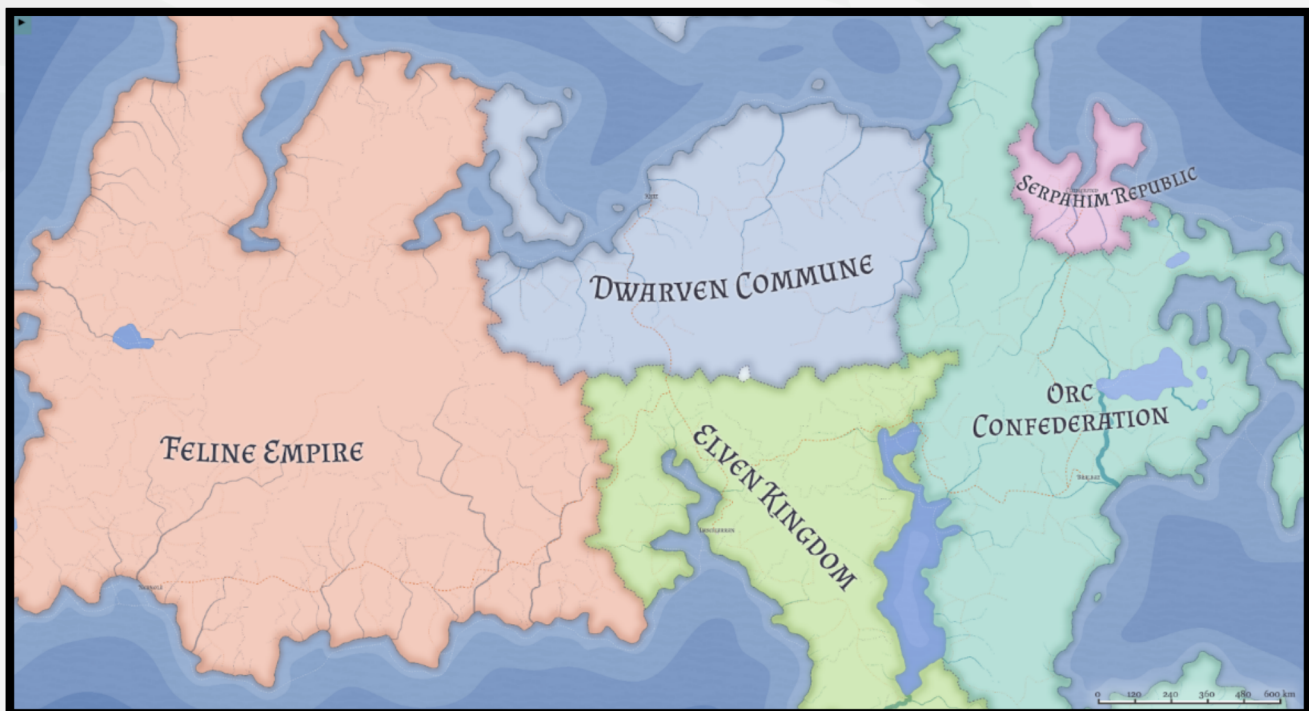 Serpahim Republic
Dwarven Commune
Orc
Confederation
Feline Empire
Elven Kingdom
0 120 240 360 480 600 km